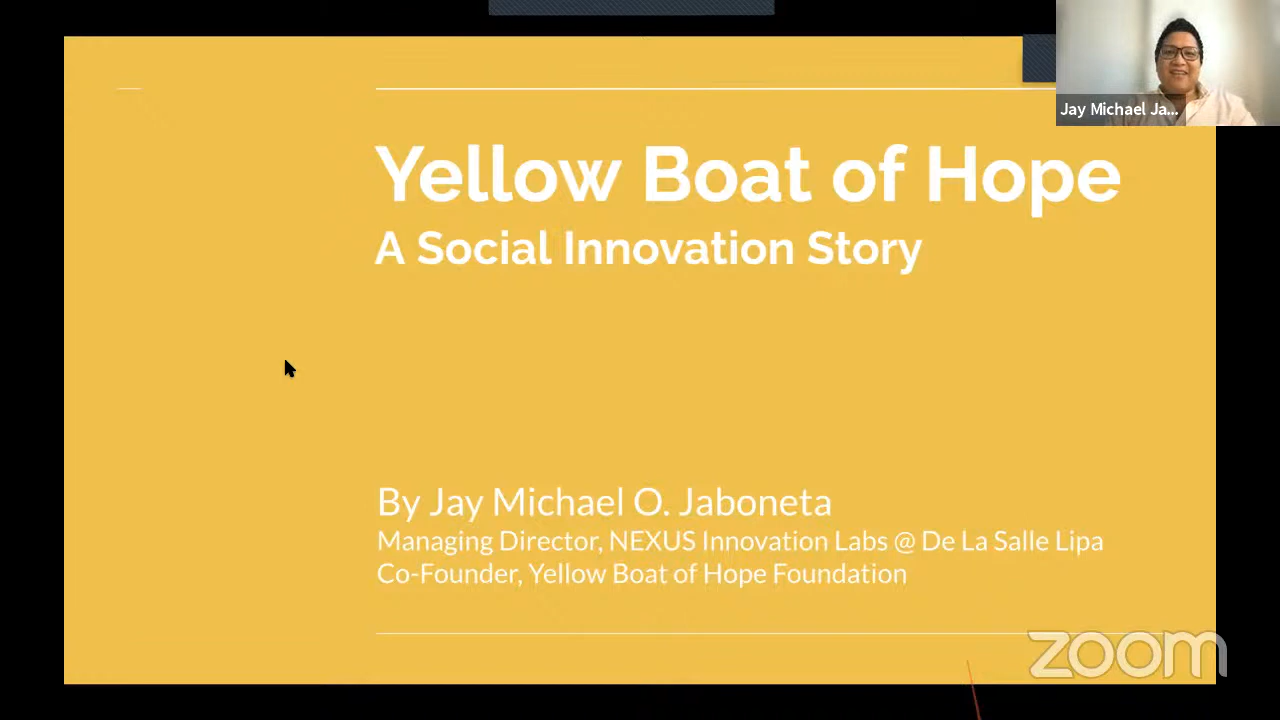 Jay Michael Ja...
Yellow Boat of Hope
A Social Innovation Story
By Jay Michael O. Jaboneta
Managing Director, NEXUS Innovation Labs @ De La Salle Lipa
Co-Founder, Yellow Boat of Hope Foundation
zoom